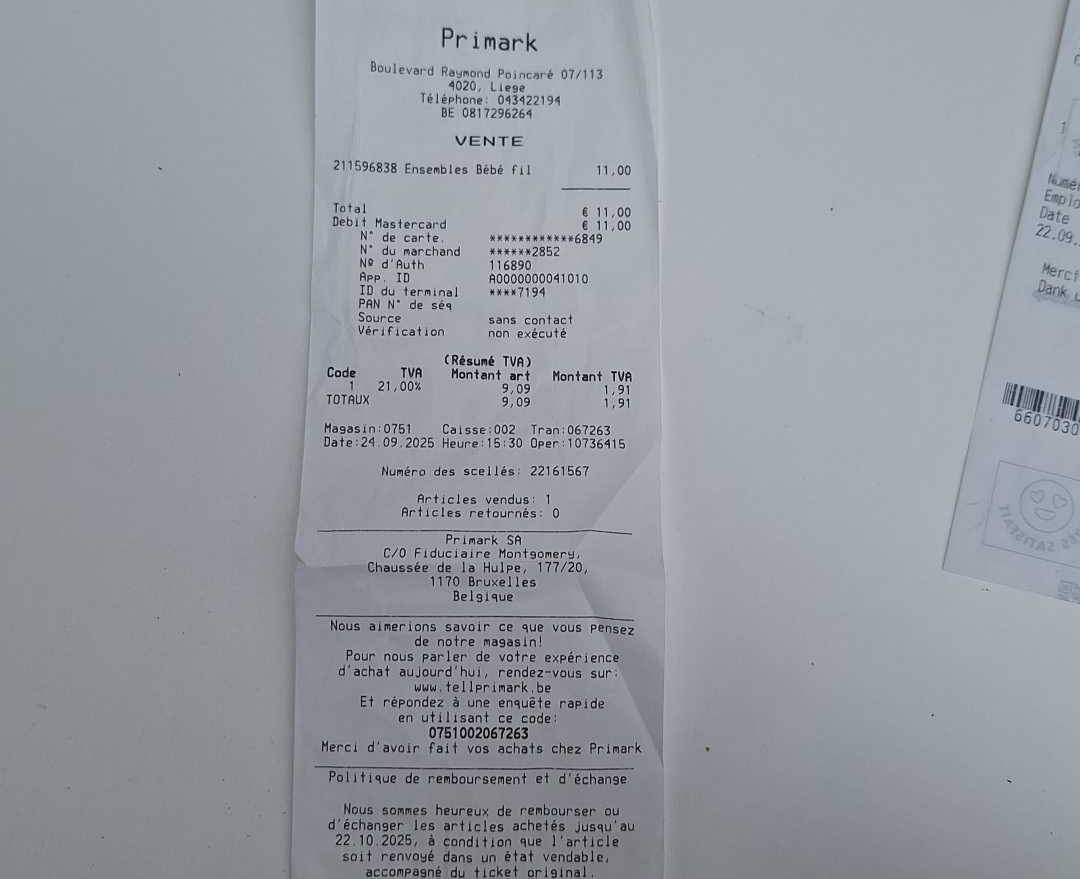 Primark
Boulevard Raymond Poincaré 07/113
4020, Liege
Téléphone: 043422194
BE 0817296264
VENTE
211596838 Ensembles Bébé fil 11,00
Total € 11,00
Debit Mastercard € 11,00
N° de carte. ************6849
N° du marchand ******2852
Nº d'Auth 116890
App. ID A0000000041010
ID du terminal ****7194
PAN N° de séq
Source sans contact
Vérification non exécuté
(Résumé TVA)
Code TVA Montant art Montant TVA
1 21,00% 9,09 1,91
TOTAUX 9,09 1,91
Magasin:0751 Caisse:002 Tran:067263
Date:24.09.2025 Heure:15:30 Oper:10736415
Numéro des scellés: 22161567
Articles vendus: 1
Articles retournés: 0
Primark SA
C/O Fiduciaire Montgomery,
Chaussée de la Hulpe, 177/20,
1170 Bruxelles
Belgique
Nous aimerions savoir ce que vous pensez
de notre magasin!
Pour nous parler de votre expérience
d'achat aujourd'hui, rendez-vous sur:
www.tellprimark.be
Et répondez à une enquête rapide
en utilisant ce code:
0751002067263
Merci d'avoir fait vos achats chez Primark
Politique de remboursement et d'échange
Nous sommes heureux de rembourser ou
d'échanger les articles achetés jusqu'au
22.10.2025, à condition que l'article
soit renvoyé dans un état vendable,
accompagné du ticket original.
Numé
Emplo
Date
22.09.
Merci
Dank
6607030
SATISFAIT